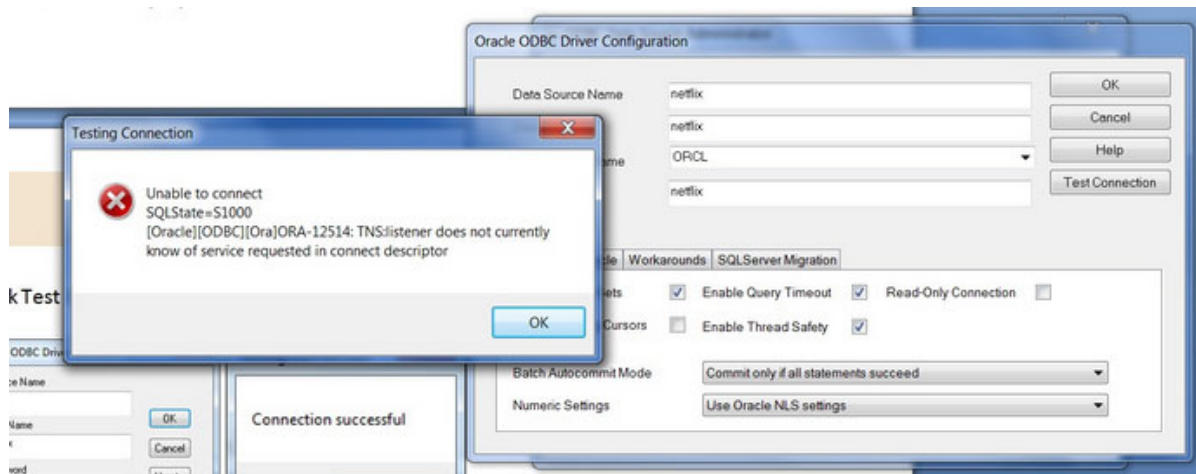 Oracle ODBC Driver Configuration
Data Source Name
netflix
OK
netflix
Cancel
ORCL
Help
netflix
Test Connection
Workarounds
SQLServer Migration
Enable Query Timeout
Read-Only Connection
Cursors
Enable Thread Safety
Batch Autocommit Mode
Commit only if all statements succeed
Numeric Settings
Use Oracle NLS settings
Testing Connection
Unable to connect
SQLState=S1000
[Oracle][ODBC][Ora]ORA-12514: TNS:listener does not currently
know of service requested in connect descriptor
OK
k Test
ODBC Driv
Name
OK
Name
Cancel
Connection successful